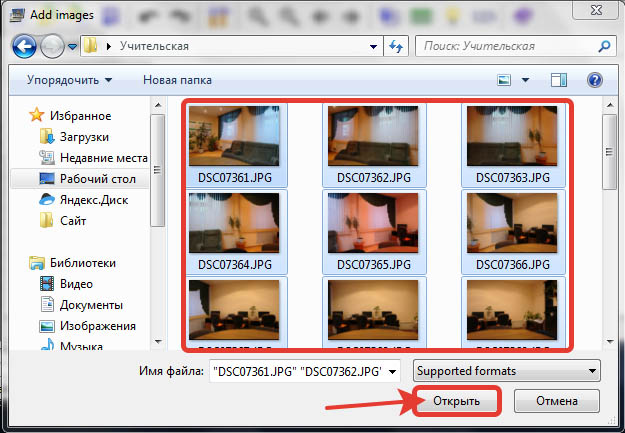 Add images
Учительская
Поиск: Учительская
Упорядочить
Новая папка
Избранное
Загрузки
Недавние места
Рабочий стол
Яндекс.Диск
Сайт
Библиотеки
Видео
Документы
Изображения
Музыка
DSC07361.JPG
DSC07362.JPG
DSC07363.JPG
DSC07364.JPG
DSC07365.JPG
DSC07366.JPG
Имя файла: "DSC07361.JPG" "DSC07362.JPG"
Supported formats
Открыть
Отмена